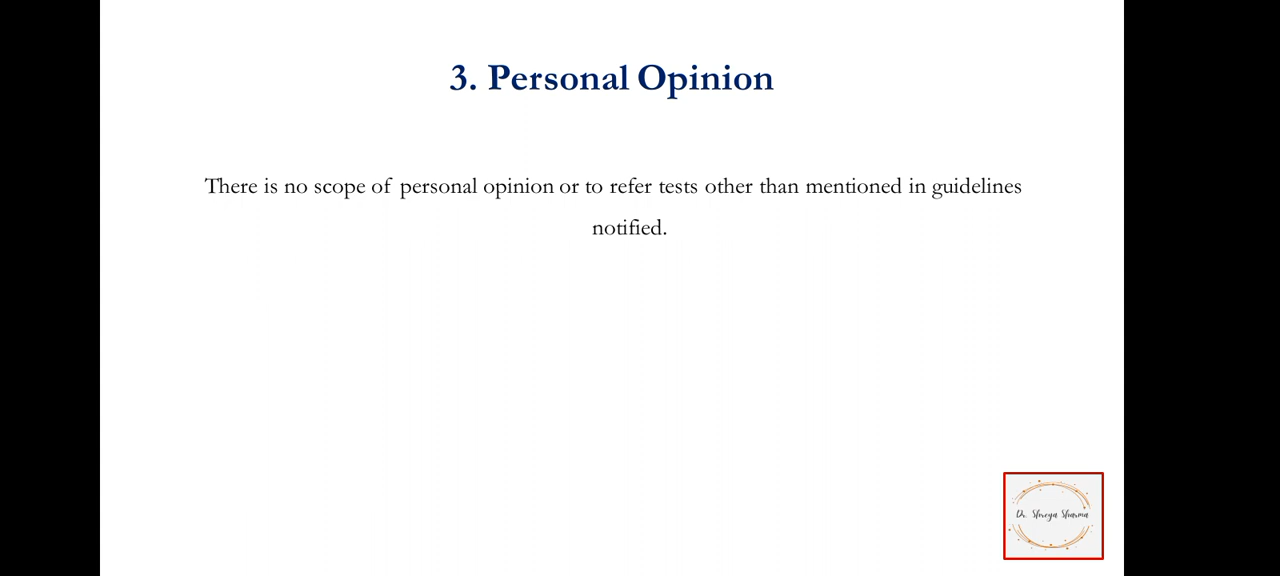 3. Personal Opinion
There is no scope of personal opinion or to refer tests other than mentioned in guidelines
notified.
Dr. Shreya Sharma